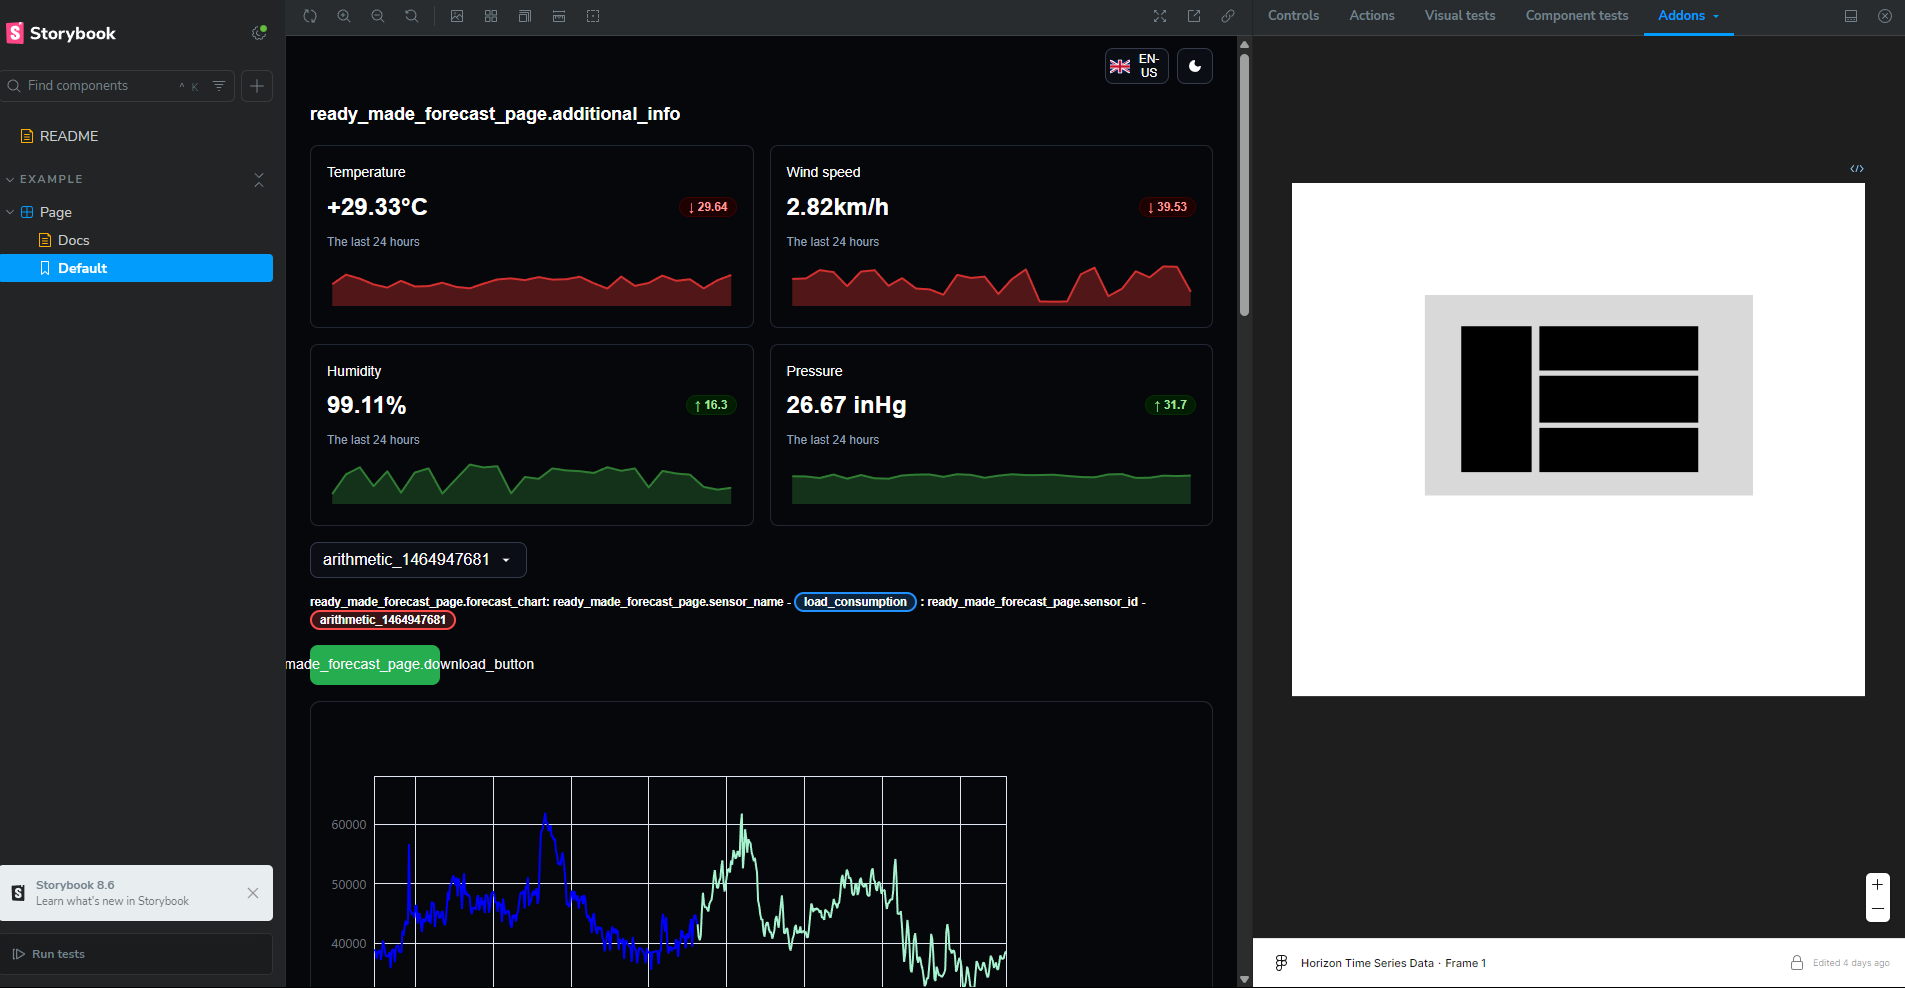 Storybook
Find components
^ K
README
EXAMPLE
Page
Docs
Default
Storybook 8.6
Learn what's new in Storybook
Run tests
EN-
US
ready_made_forecast_page.additional_info
Temperature
+29.33°C
↓ 29.64
The last 24 hours
Wind speed
2.82km/h
↓ 39.53
The last 24 hours
Humidity
99.11%
↑ 16.3
The last 24 hours
Pressure
26.67 inHg
↑ 31.7
The last 24 hours
arithmetic_1464947681
ready_made_forecast_page.forecast_chart: ready_made_forecast_page.sensor_name - load_consumption : ready_made_forecast_page.sensor_id -
arithmetic_1464947681
made_forecast_page.download_button
60000
50000
40000
Controls
Actions
Visual tests
Component tests
Addons
</>
+
−
Horizon Time Series Data · Frame 1
Edited 4 days ago